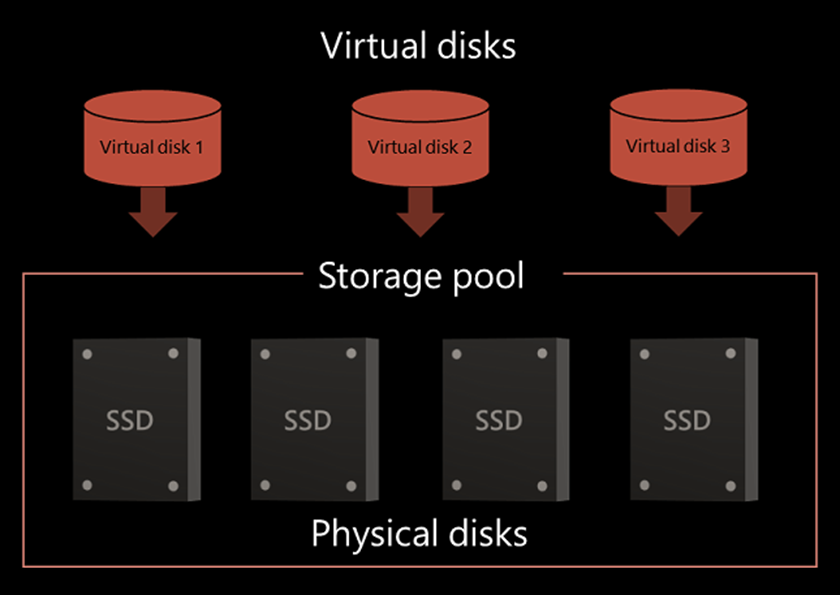 Virtual disks
Virtual disk 1
Virtual disk 2
Virtual disk 3
Storage pool
SSD
SSD
SSD
SSD
Physical disks